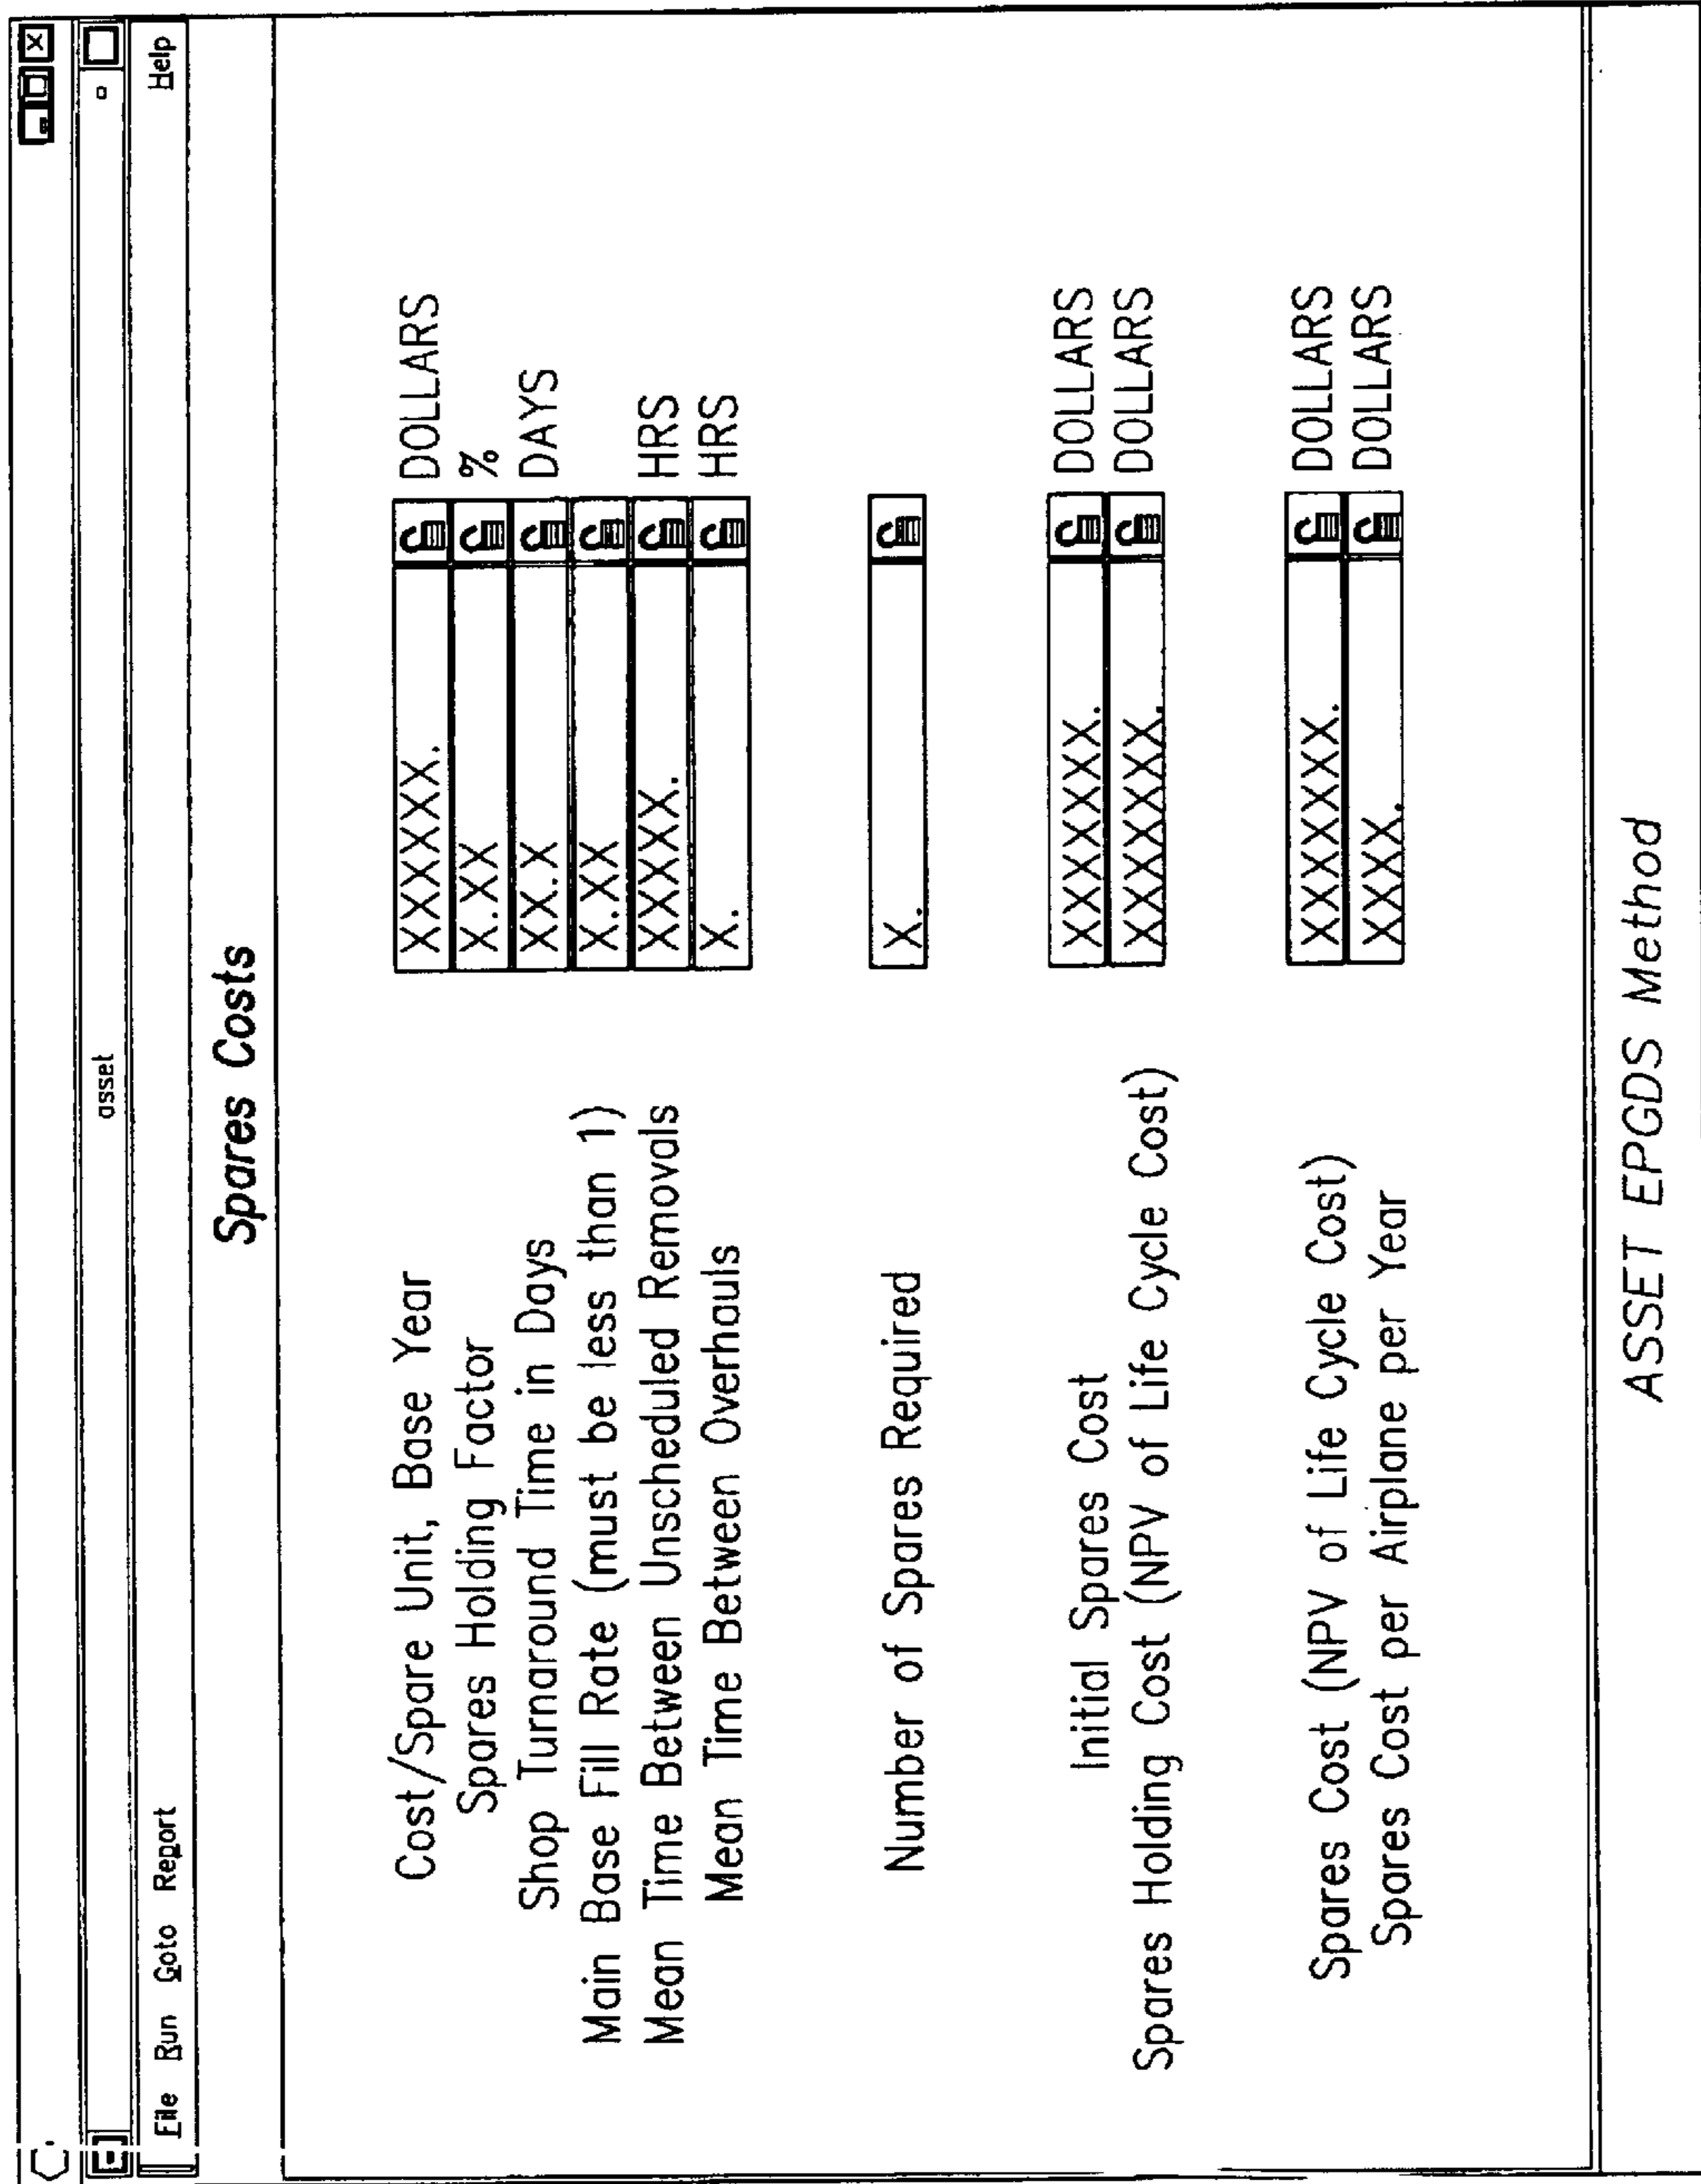 asset
File Run Goto Report Help
Spares Costs
Cost/Spare Unit, Base Year XXXXXX. DOLLARS
Spares Holding Factor X.XX %
Shop Turnaround Time in Days XX.X DAYS
Main Base Fill Rate (must be less than 1) X.XX
Mean Time Between Unscheduled Removals XXXXX. HRS
Mean Time Between Overhauls X. HRS
Number of Spares Required X.
Initial Spares Cost XXXXXXX. DOLLARS
Spares Holding Cost (NPV of Life Cycle Cost) XXXXXXX. DOLLARS
Spares Cost (NPV of Life Cycle Cost) XXXXXXX. DOLLARS
Spares Cost per Airplane per Year XXXX. DOLLARS
ASSET EPGDS Method